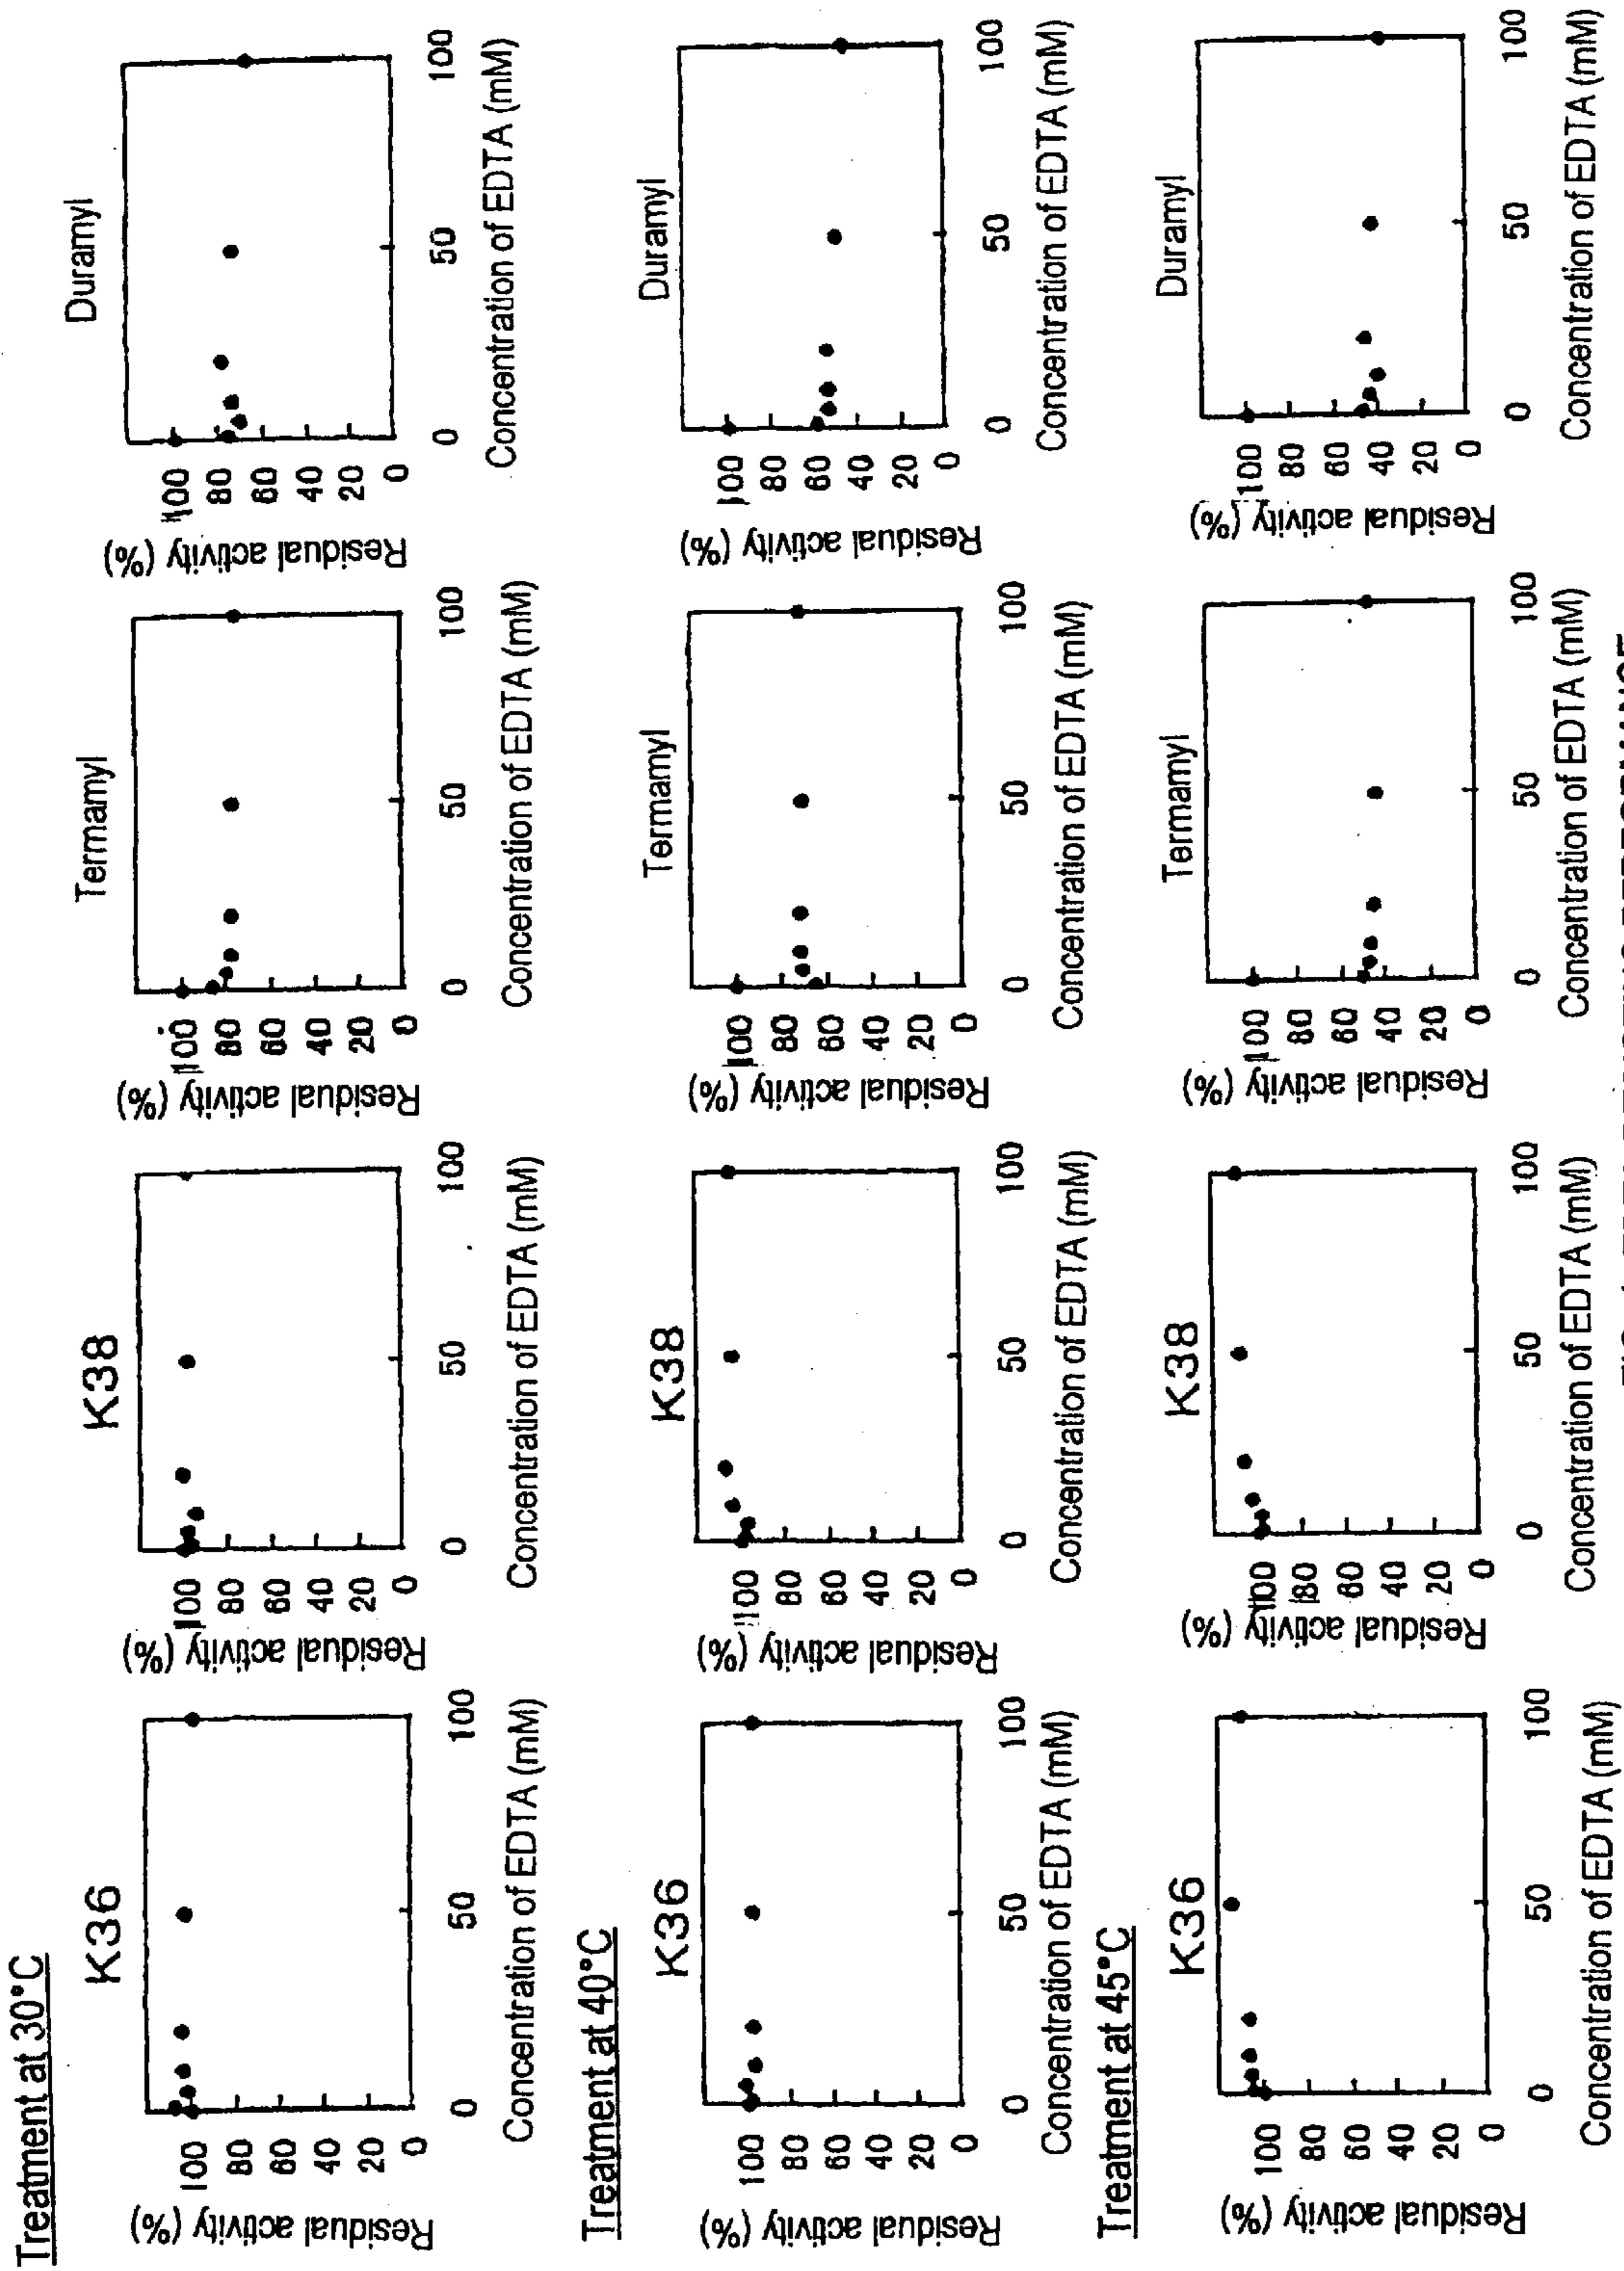 Treatment at 30°C
K36
Residual activity (%)
100
80
60
40
20
0
0 50 100
Concentration of EDTA (mM)
K38
Residual activity (%)
100
80
60
40
20
0
0 50 100
Concentration of EDTA (mM)
Termamyl
Residual activity (%)
100
80
60
40
20
0
0 50 100
Concentration of EDTA (mM)
Duramyl
Residual activity (%)
100
80
60
40
20
0
0 50 100
Concentration of EDTA (mM)
Treatment at 40°C
K36
Residual activity (%)
100
80
60
40
20
0
0 50 100
Concentration of EDTA (mM)
K38
Residual activity (%)
100
80
60
40
20
0
0 50 100
Concentration of EDTA (mM)
Termamyl
Residual activity (%)
100
80
60
40
20
0
0 50 100
Concentration of EDTA (mM)
Duramyl
Residual activity (%)
100
80
60
40
20
0
0 50 100
Concentration of EDTA (mM)
Treatment at 45°C
K36
Residual activity (%)
100
80
60
40
20
0
0 50 100
Concentration of EDTA (mM)
K38
Residual activity (%)
100
80
60
40
20
0
0 50 100
Concentration of EDTA (mM)
Termamyl
Residual activity (%)
100
80
60
40
20
0
0 50 100
Concentration of EDTA (mM)
Duramyl
Residual activity (%)
100
80
60
40
20
0
0 50 100
Concentration of EDTA (mM)
PERFORMANCE